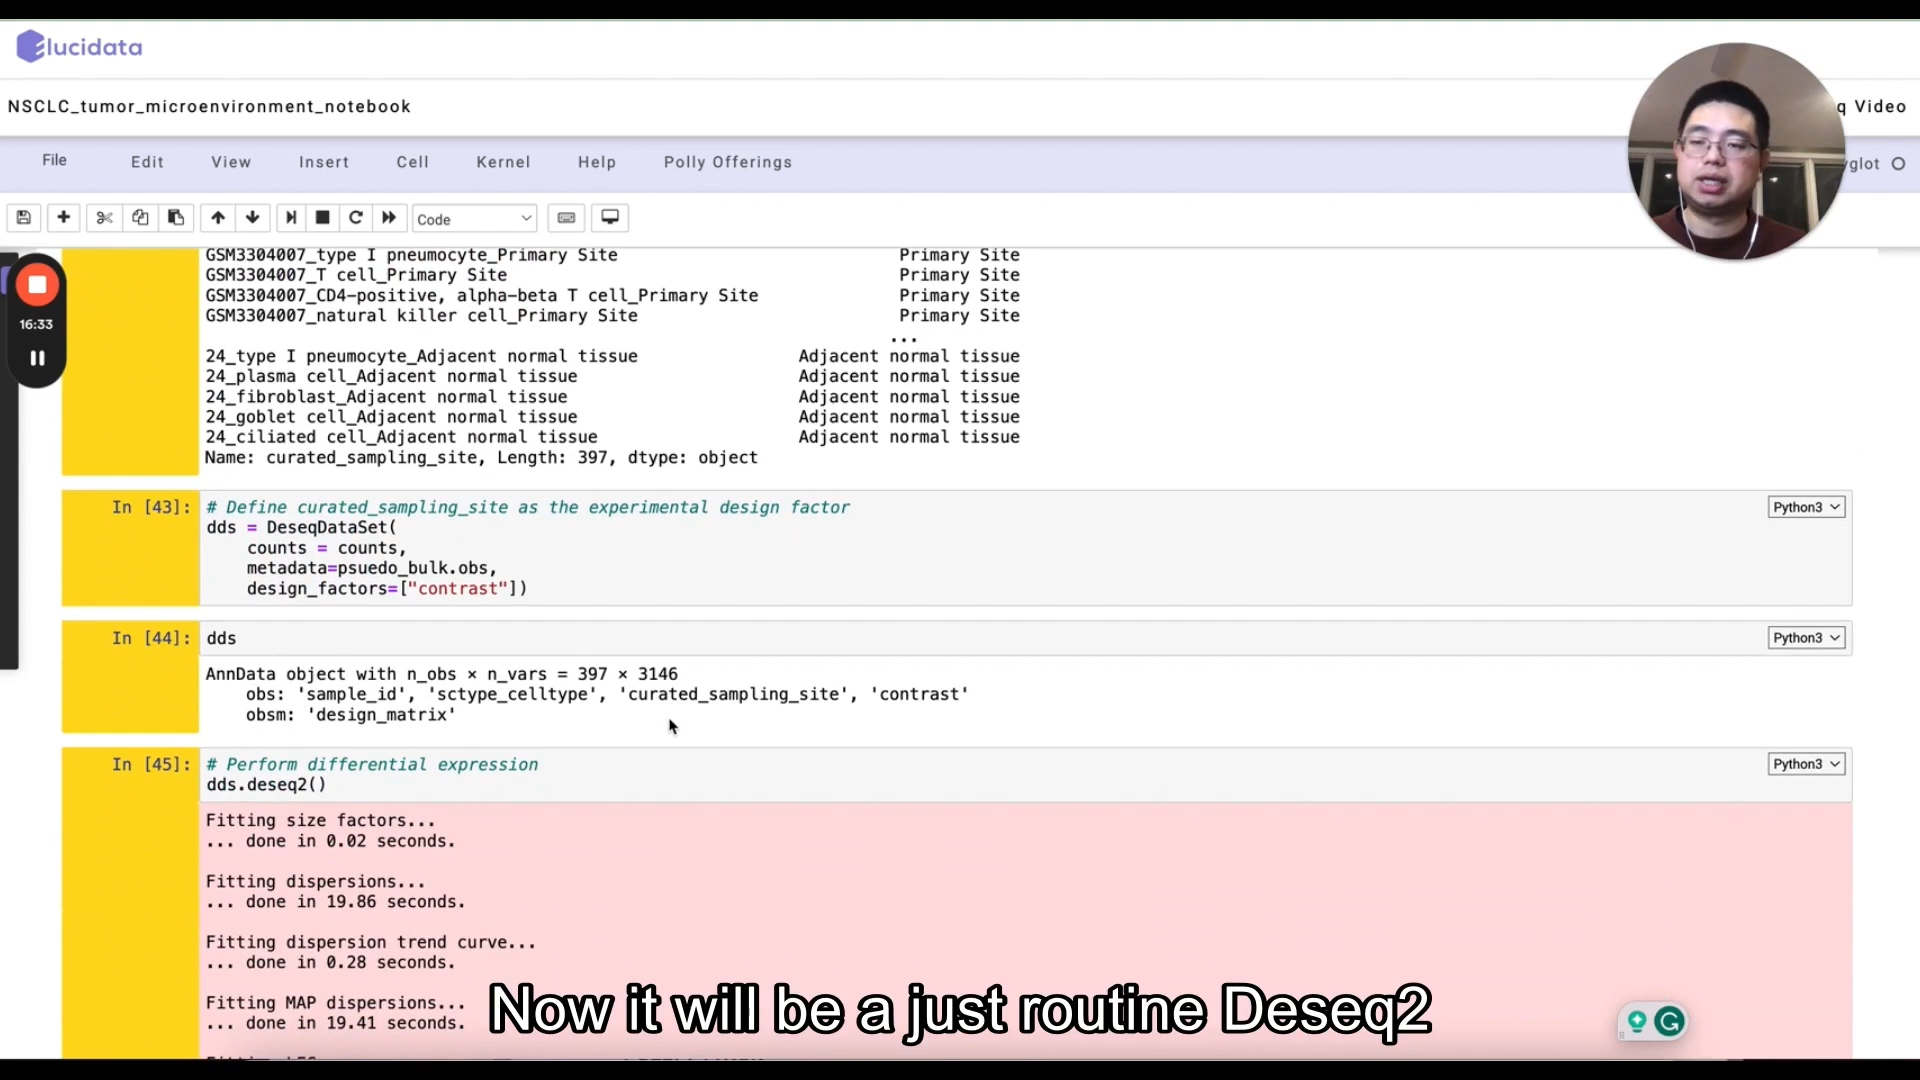 Elucidata
NSCLC_tumor_microenvironment_notebook
q Video
File Edit View Insert Cell Kernel Help Polly Offerings
glot
Code
GSM3304007_type I pneumocyte_Primary Site Primary Site
GSM3304007_T cell_Primary Site Primary Site
GSM3304007_CD4-positive, alpha-beta T cell_Primary Site Primary Site
GSM3304007_natural killer cell_Primary Site Primary Site
...
24_type I pneumocyte_Adjacent normal tissue Adjacent normal tissue
24_plasma cell_Adjacent normal tissue Adjacent normal tissue
24_fibroblast_Adjacent normal tissue Adjacent normal tissue
24_goblet cell_Adjacent normal tissue Adjacent normal tissue
24_ciliated cell_Adjacent normal tissue Adjacent normal tissue
Name: curated_sampling_site, Length: 397, dtype: object
16:33
In [43]: # Define curated_sampling_site as the experimental design factor Python3
dds = DeseqDataSet(
counts = counts,
metadata=psuedo_bulk.obs,
design_factors=["contrast"])
In [44]: dds Python3
AnnData object with n_obs × n_vars = 397 × 3146
obs: 'sample_id', 'sctype_celltype', 'curated_sampling_site', 'contrast'
obsm: 'design_matrix'
In [45]: # Perform differential expression Python3
dds.deseq2()
Fitting size factors...
... done in 0.02 seconds.
Fitting dispersions...
... done in 19.86 seconds.
Fitting dispersion trend curve...
... done in 0.28 seconds.
Fitting MAP dispersions...
... done in 19.41 seconds.
Now it will be a just routine Deseq2